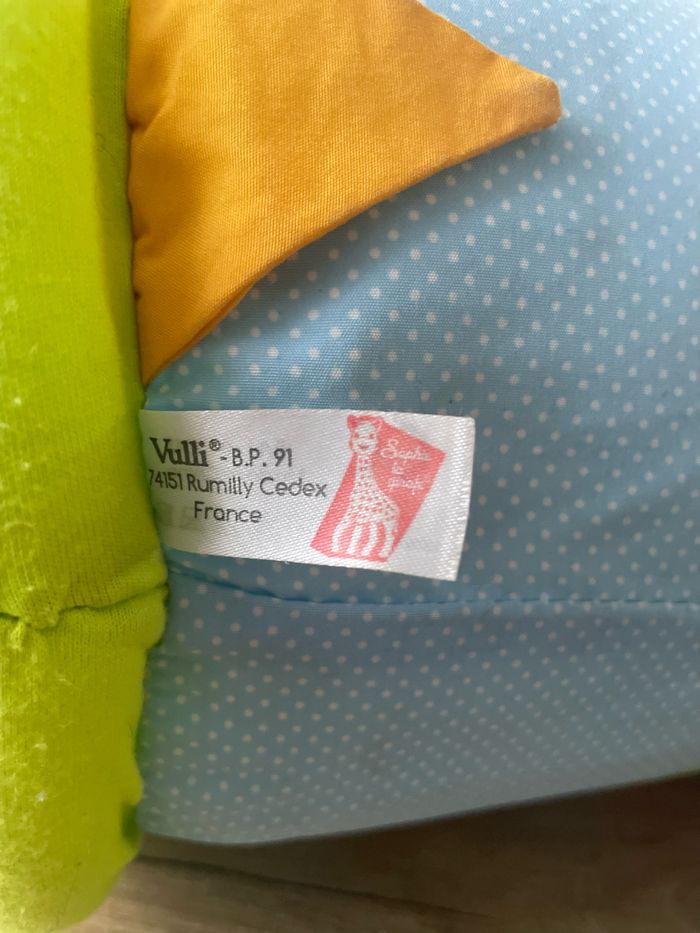 Vulli® - B.P. 91
74151 Rumilly Cedex
France
Sophie
la
girafe